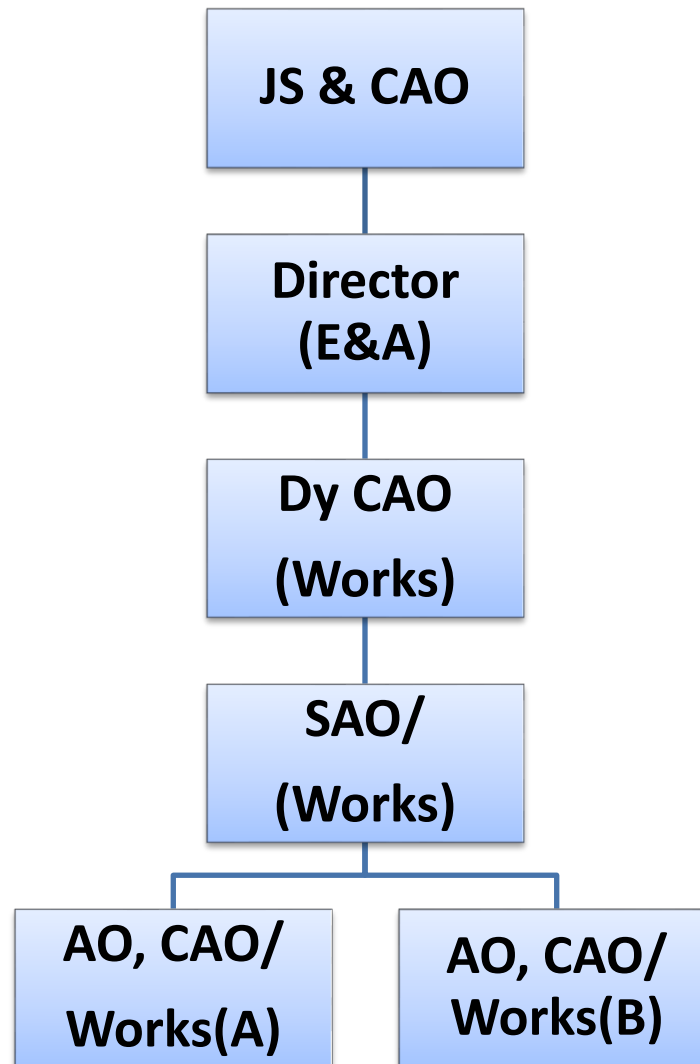 JS & CAO
Director
(E&A)
Dy CAO
(Works)
SAO/
(Works)
AO, CAO/
Works(A)
AO, CAO/
Works(B)